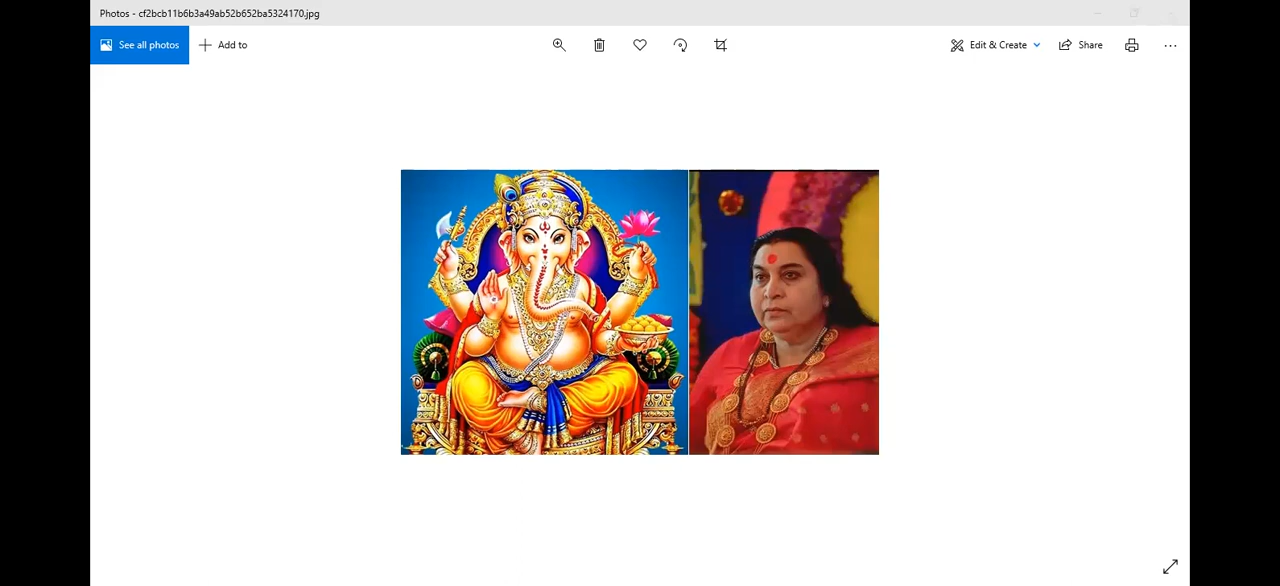 Photos - cf2bcb11b6b3a49ab52b652ba5324170.jpg
See all photos
Add to
Edit & Create
Share